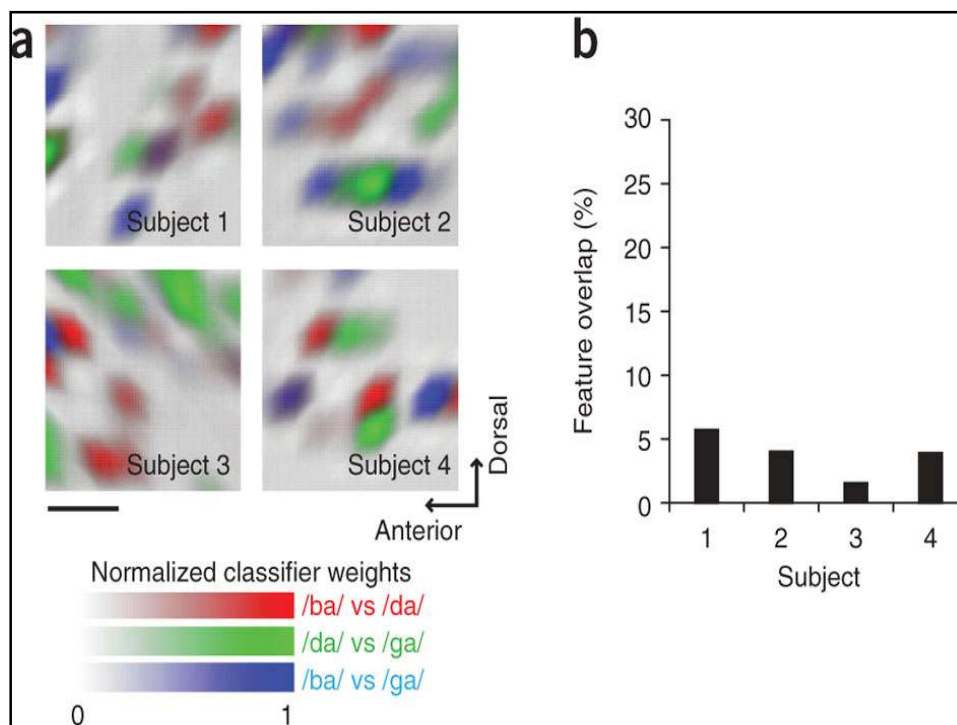 a
Subject 1
Subject 2
Subject 3
Subject 4
Dorsal
Anterior
Normalized classifier weights
/ba/ vs /da/
/da/ vs /ga/
/ba/ vs /ga/
0 1
b
Feature overlap (%)
30
25
20
15
10
5
0
1 2 3 4
Subject